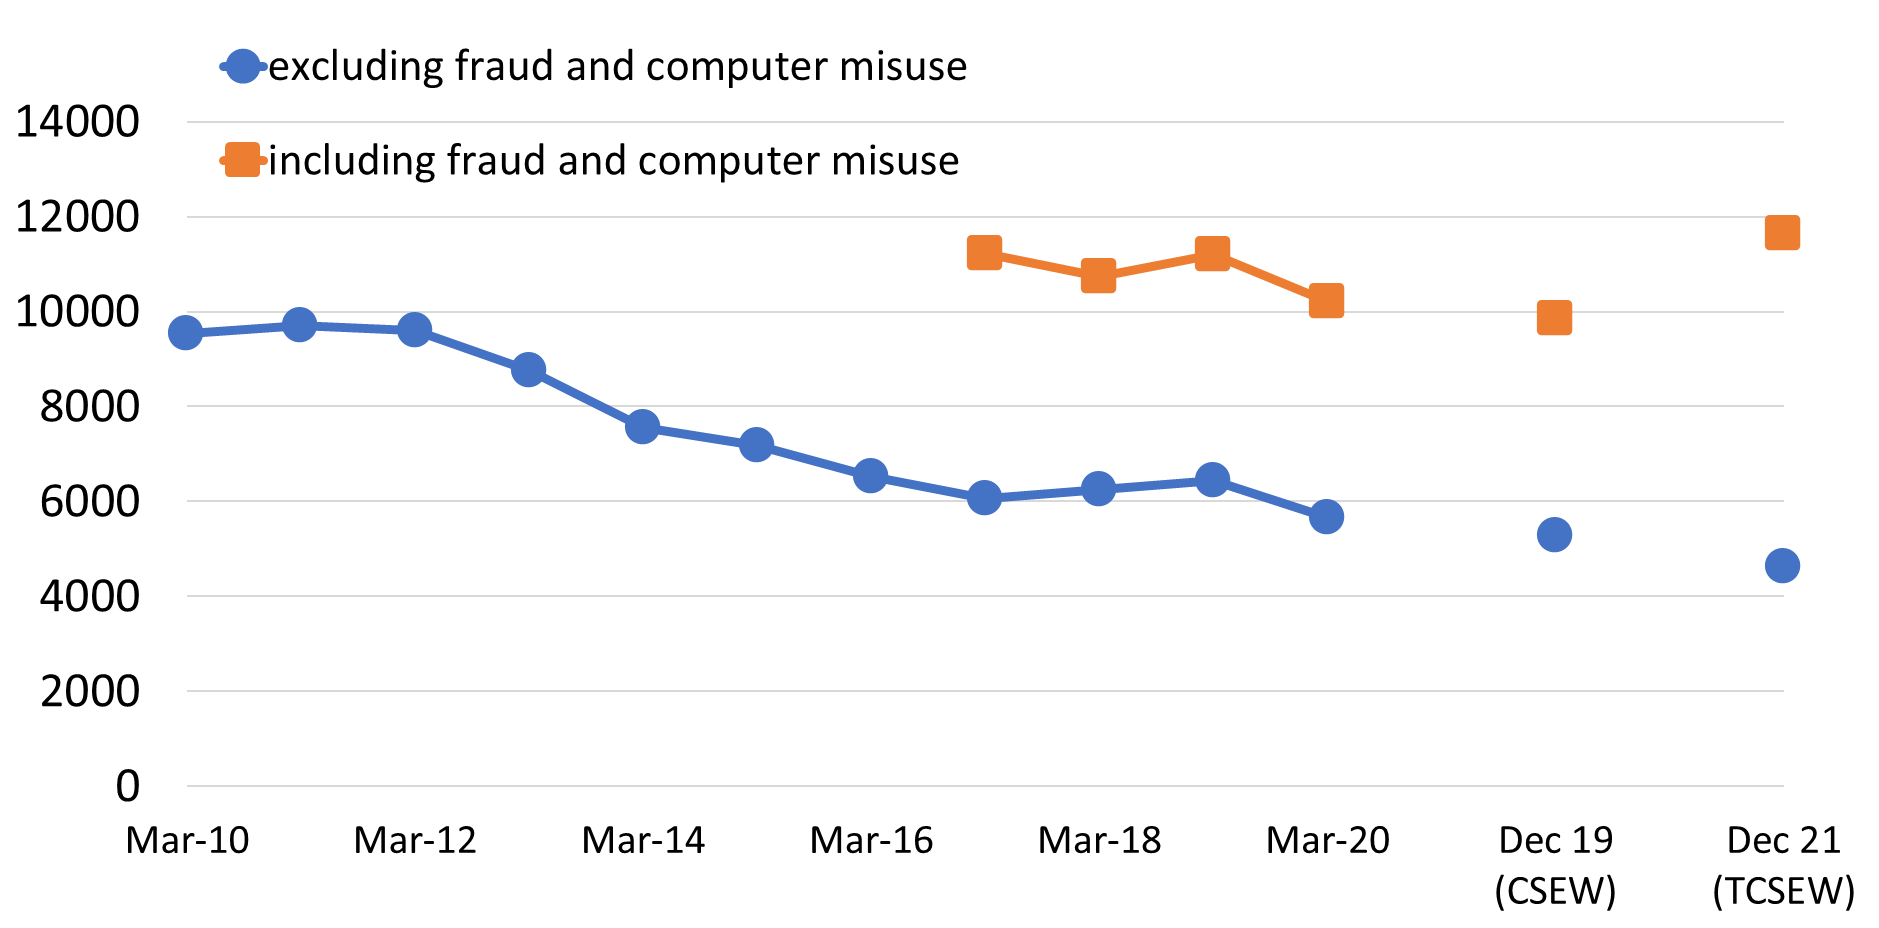 excluding fraud and computer misuse
14000
including fraud and computer misuse
12000
10000
8000
6000
4000
2000
0
Mar-10 Mar-12 Mar-14 Mar-16 Mar-18 Mar-20 Dec 19 Dec 21
(CSEW) (TCSEW)